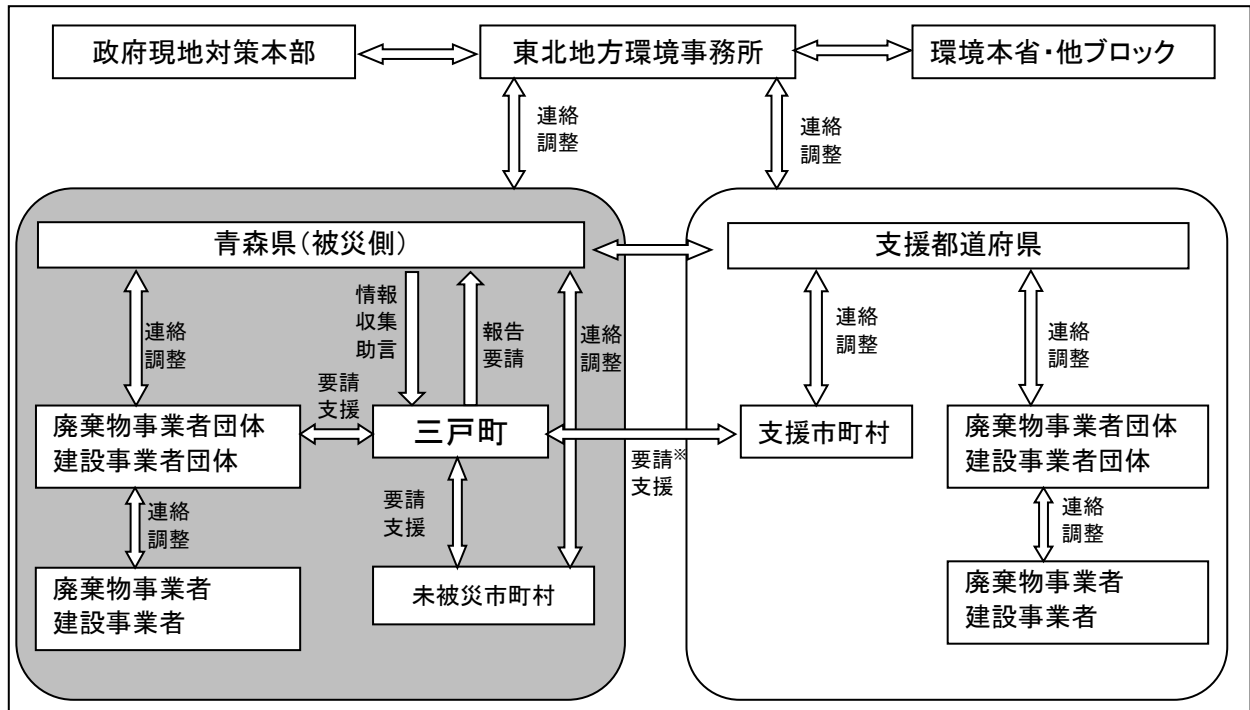 政府現地対策本部
東北地方環境事務所
環境本省・他ブロック
連絡
調整
連絡
調整
青森県(被災側)
支援都道府県
連絡
調整
情報
収集
助言
報告
要請
連絡
調整
連絡
調整
連絡
調整
要請
支援
廃棄物事業者団体
建設事業者団体
三戸町
支援市町村
廃棄物事業者団体
建設事業者団体
要請※
支援
連絡
調整
要請
支援
連絡
調整
廃棄物事業者
建設事業者
未被災市町村
廃棄物事業者
建設事業者